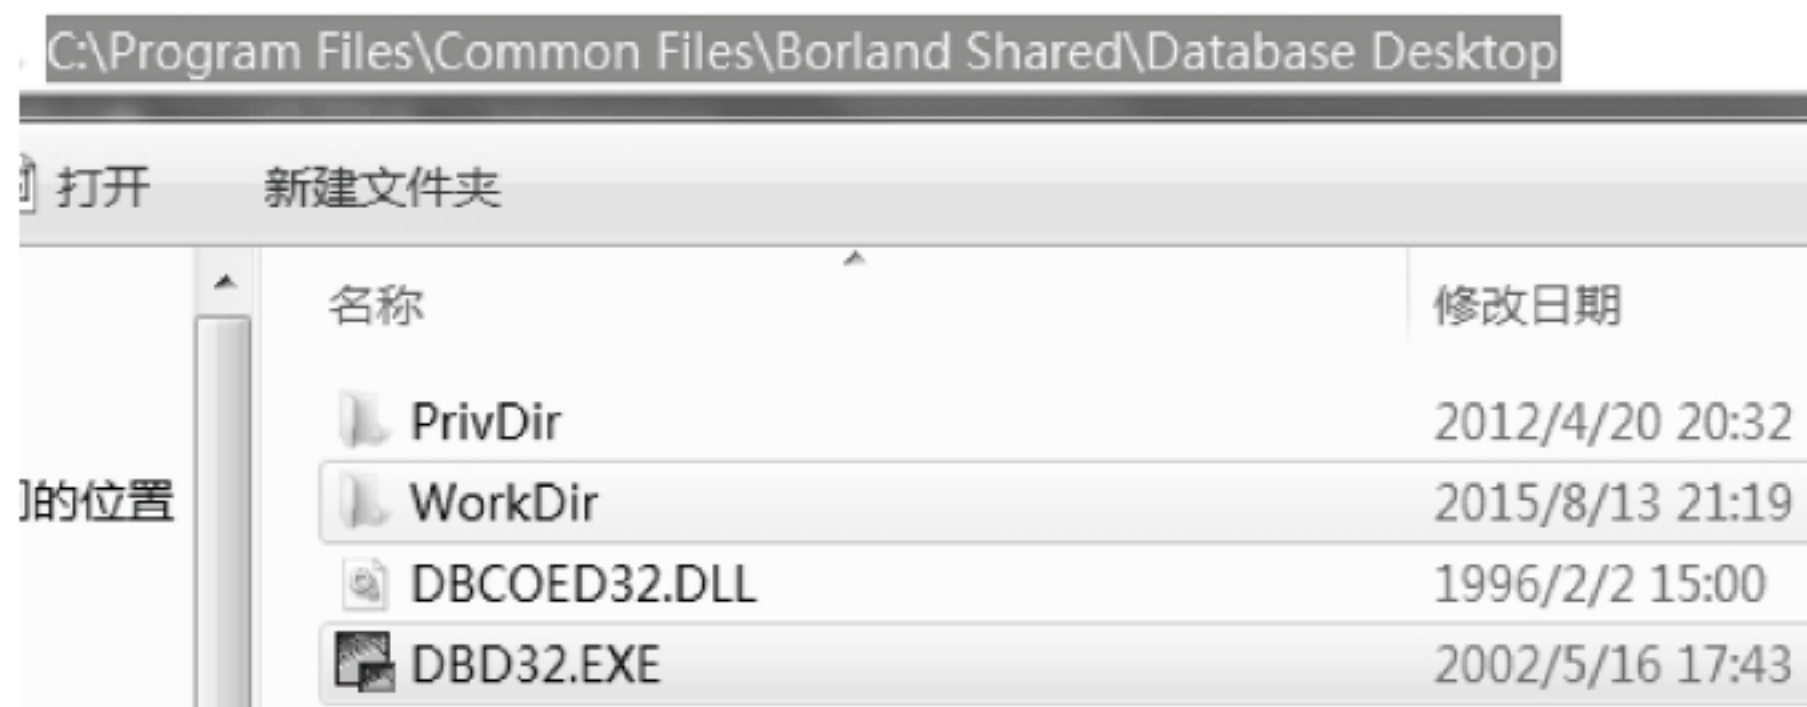 C:\Program Files\Common Files\Borland Shared\Database Desktop
打开 新建文件夹
名称 修改日期
PrivDir 2012/4/20 20:32
的位置 WorkDir 2015/8/13 21:19
DBCOED32.DLL 1996/2/2 15:00
DBD32.EXE 2002/5/16 17:43